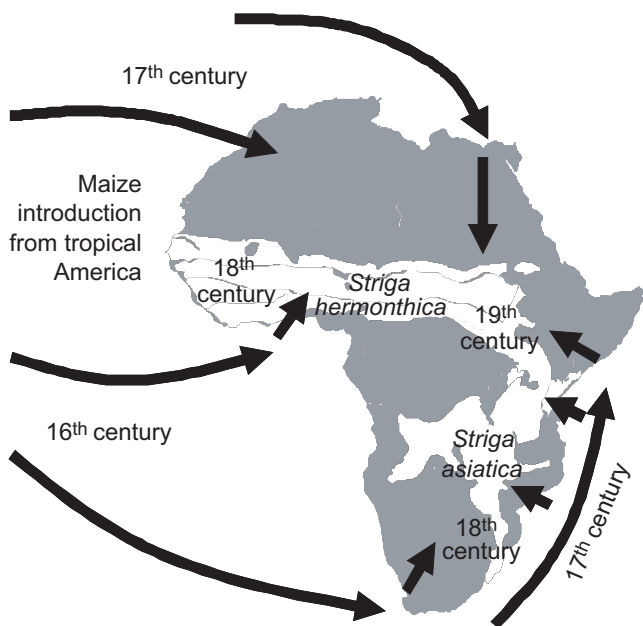 17th century
Maize
introduction
from tropical
America
18th
century
Striga
hermonthica
19th
century
16th century
Striga
asiatica
18th
century
17th century